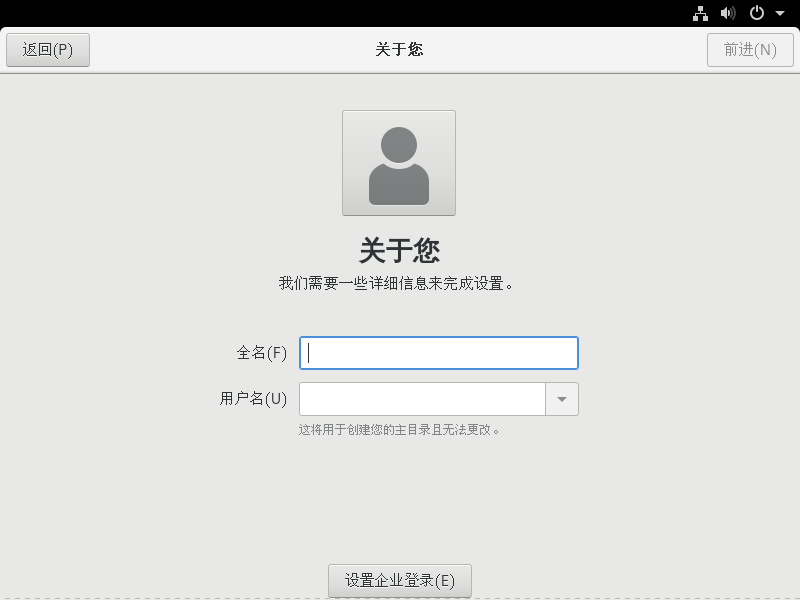 返回(P)
关于您
前进(N)
关于您
我们需要一些详细信息来完成设置。
全名(F)
用户名(U)
这将用于创建您的主目录且无法更改。
设置企业登录(E)